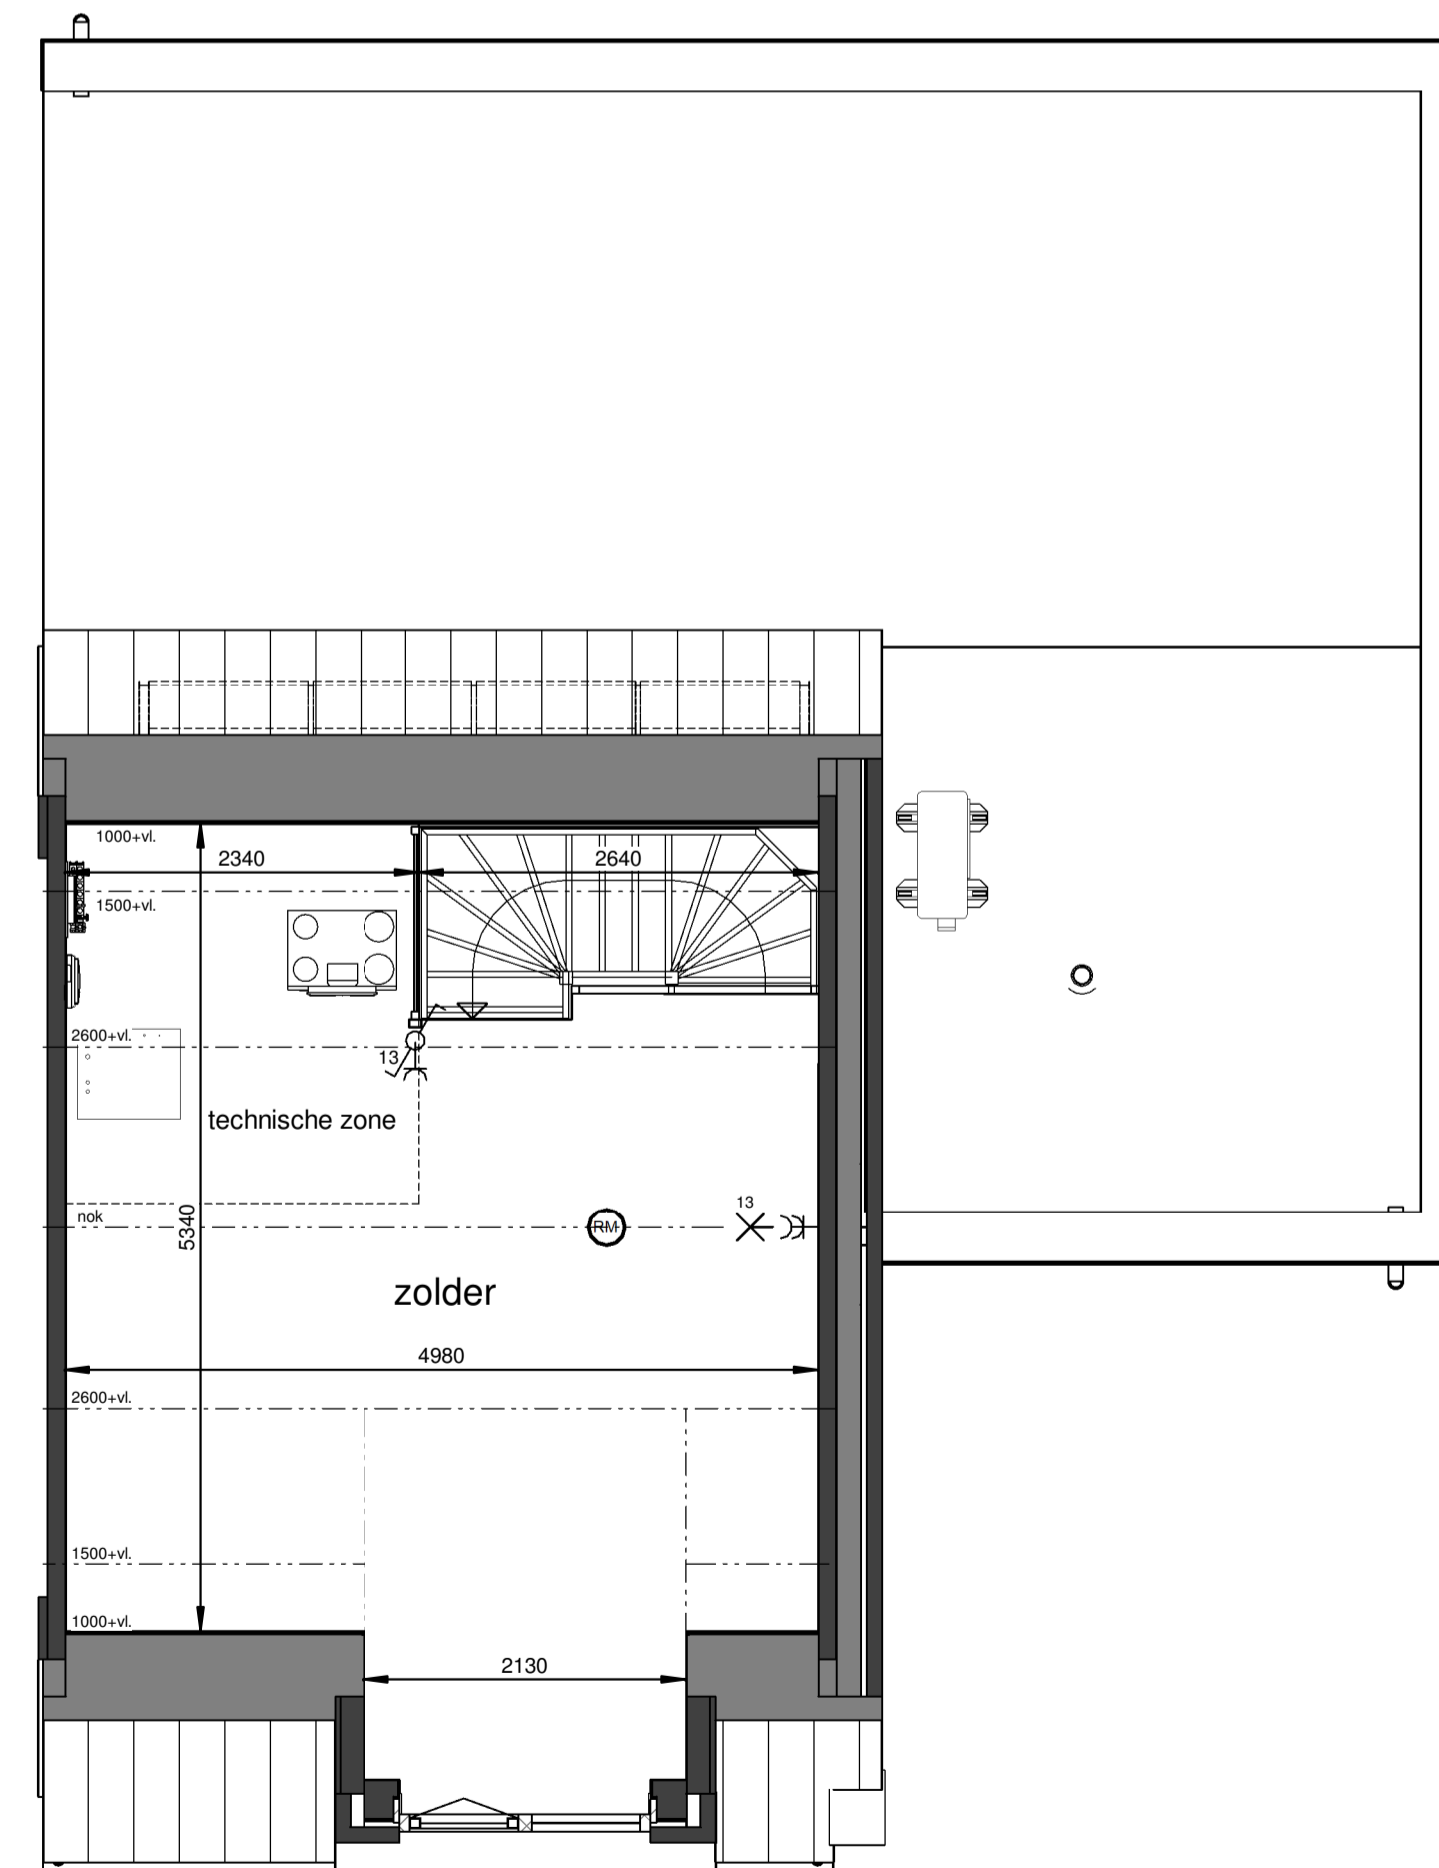 1000+vl.
2340
2640
1500+vl.
2600+vl.
13
technische zone
nok
5340
RM
13
zolder
4980
2600+vl.
1500+vl.
1000+vl.
2130